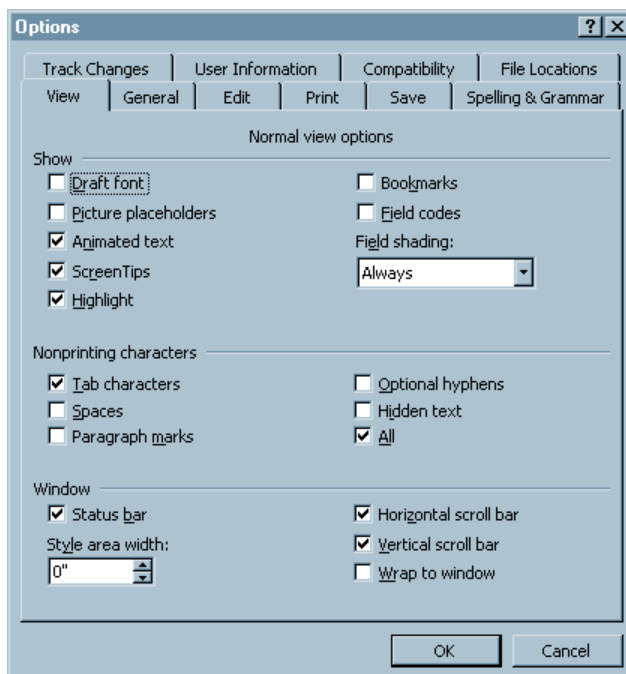 Options
Track Changes User Information Compatibility File Locations
View General Edit Print Save Spelling & Grammar
Normal view options
Show
Draft font Bookmarks
Picture placeholders Field codes
Animated text Field shading:
ScreenTips Always
Highlight
Nonprinting characters
Tab characters Optional hyphens
Spaces Hidden text
Paragraph marks All
Window
Status bar Horizontal scroll bar
Style area width: Vertical scroll bar
0" Wrap to window
OK Cancel